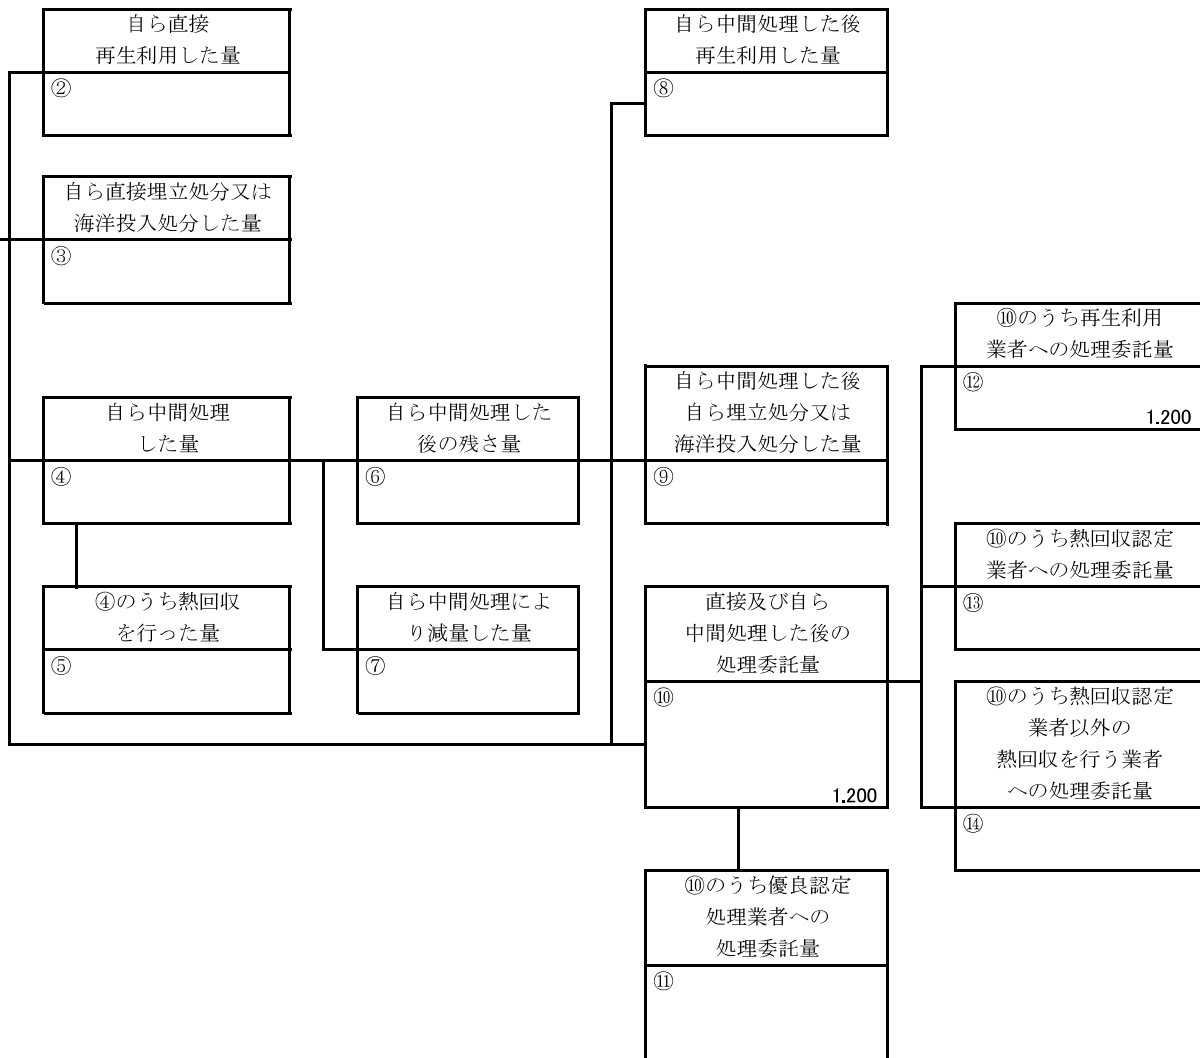 自ら直接
再生利用した量
②
自ら直接埋立処分又は
海洋投入処分した量
③
自ら中間処理
した量
④
④のうち熱回収
を行った量
⑤
自ら中間処理した
後の残さ量
⑥
自ら中間処理によ
り減量した量
⑦
自ら中間処理した後
再生利用した量
⑧
自ら中間処理した後
自ら埋立処分又は
海洋投入処分した量
⑨
直接及び自ら
中間処理した後の
処理委託量
⑩
1.200
⑩のうち優良認定
処理業者への
処理委託量
⑪
⑩のうち再生利用
業者への処理委託量
⑫
1.200
⑩のうち熱回収認定
業者への処理委託量
⑬
⑩のうち熱回収認定
業者以外の
熱回収を行う業者
への処理委託量
⑭